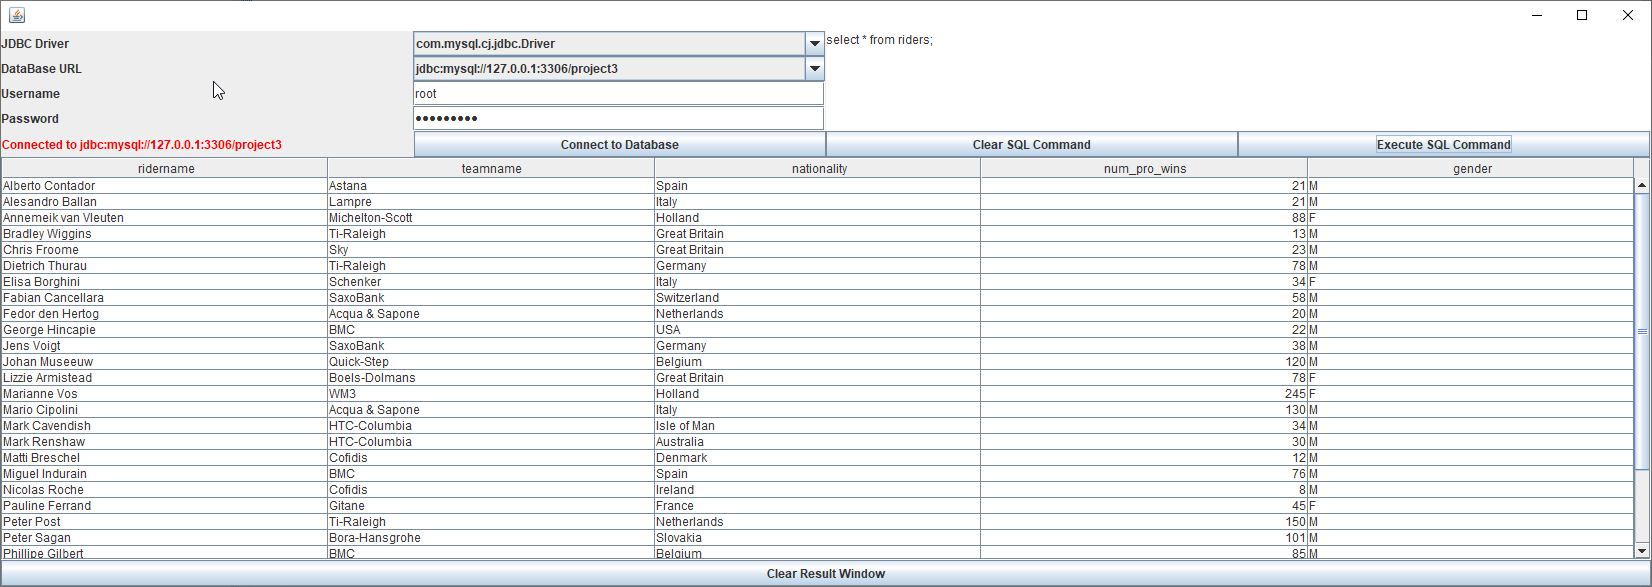 JDBC Driver com.mysql.cj.jdbc.Driver select * from riders;
DataBase URL jdbc:mysql://127.0.0.1:3306/project3
Username root
Password •••••••••
Connected to jdbc:mysql://127.0.0.1:3306/project3 Connect to Database Clear SQL Command Execute SQL Command
ridername teamname nationality num_pro_wins gender
Alberto Contador Astana Spain 21 M
Alesandro Ballan Lampre Italy 21 M
Annemeik van Vleuten Michelton-Scott Holland 88 F
Bradley Wiggins Ti-Raleigh Great Britain 13 M
Chris Froome Sky Great Britain 23 M
Dietrich Thurau Ti-Raleigh Germany 78 M
Elisa Borghini Schenker Italy 34 F
Fabian Cancellara SaxoBank Switzerland 58 M
Fedor den Hertog Acqua & Sapone Netherlands 20 M
George Hincapie BMC USA 22 M
Jens Voigt SaxoBank Germany 38 M
Johan Museeuw Quick-Step Belgium 120 M
Lizzie Armistead Boels-Dolmans Great Britain 78 F
Marianne Vos WM3 Holland 245 F
Mario Cipolini Acqua & Sapone Italy 130 M
Mark Cavendish HTC-Columbia Isle of Man 34 M
Mark Renshaw HTC-Columbia Australia 30 M
Matti Breschel Cofidis Denmark 12 M
Miguel Indurain BMC Spain 76 M
Nicolas Roche Cofidis Ireland 8 M
Pauline Ferrand Gitane France 45 F
Peter Post Ti-Raleigh Netherlands 150 M
Peter Sagan Bora-Hansgrohe Slovakia 101 M
Phillipe Gilbert BMC Belgium 85 M
Clear Result Window